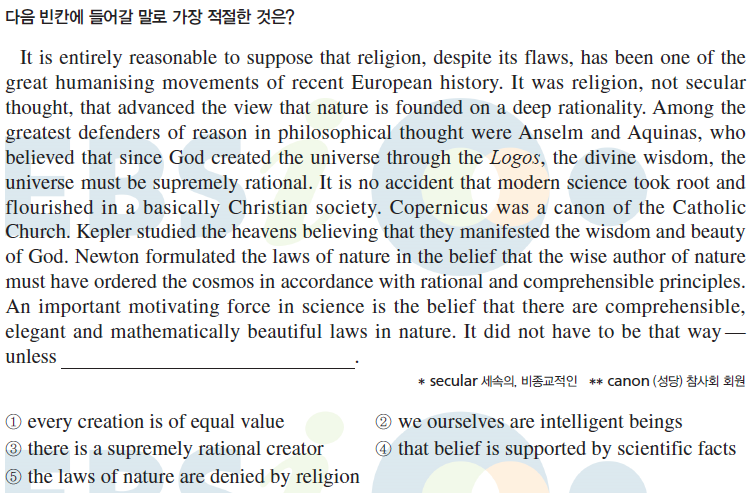 다음 빈칸에 들어갈 말로 가장 적절한 것은?
It is entirely reasonable to suppose that religion, despite its flaws, has been one of the
great humanising movements of recent European history. It was religion, not secular
thought, that advanced the view that nature is founded on a deep rationality. Among the
greatest defenders of reason in philosophical thought were Anselm and Aquinas, who
believed that since God created the universe through the Logos, the divine wisdom, the
universe must be supremely rational. It is no accident that modern science took root and
flourished in a basically Christian society. Copernicus was a canon of the Catholic
Church. Kepler studied the heavens believing that they manifested the wisdom and beauty
of God. Newton formulated the laws of nature in the belief that the wise author of nature
must have ordered the cosmos in accordance with rational and comprehensible principles.
An important motivating force in science is the belief that there are comprehensible,
elegant and mathematically beautiful laws in nature. It did not have to be that way—
unless ______________________________.
* secular 세속의, 비종교적인 ** canon (성당) 참사회 회원
① every creation is of equal value ② we ourselves are intelligent beings
③ there is a supremely rational creator ④ that belief is supported by scientific facts
⑤ the laws of nature are denied by religion
EBSi